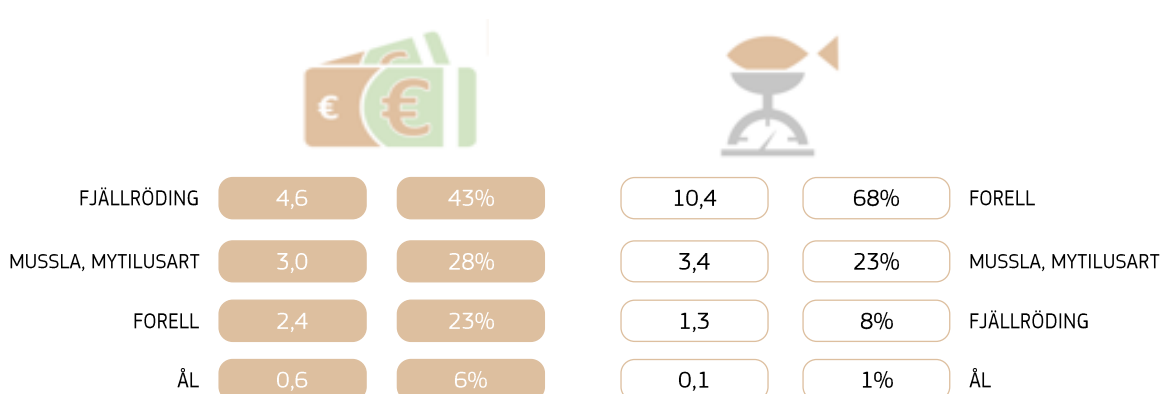 € €
FJÄLLRÖDING 4,6 43% 10,4 68% FORELL
MUSSLA, MYTILUSART 3,0 28% 3,4 23% MUSSLA, MYTILUSART
FORELL 2,4 23% 1,3 8% FJÄLLRÖDING
ÅL 0,6 6% 0,1 1% ÅL